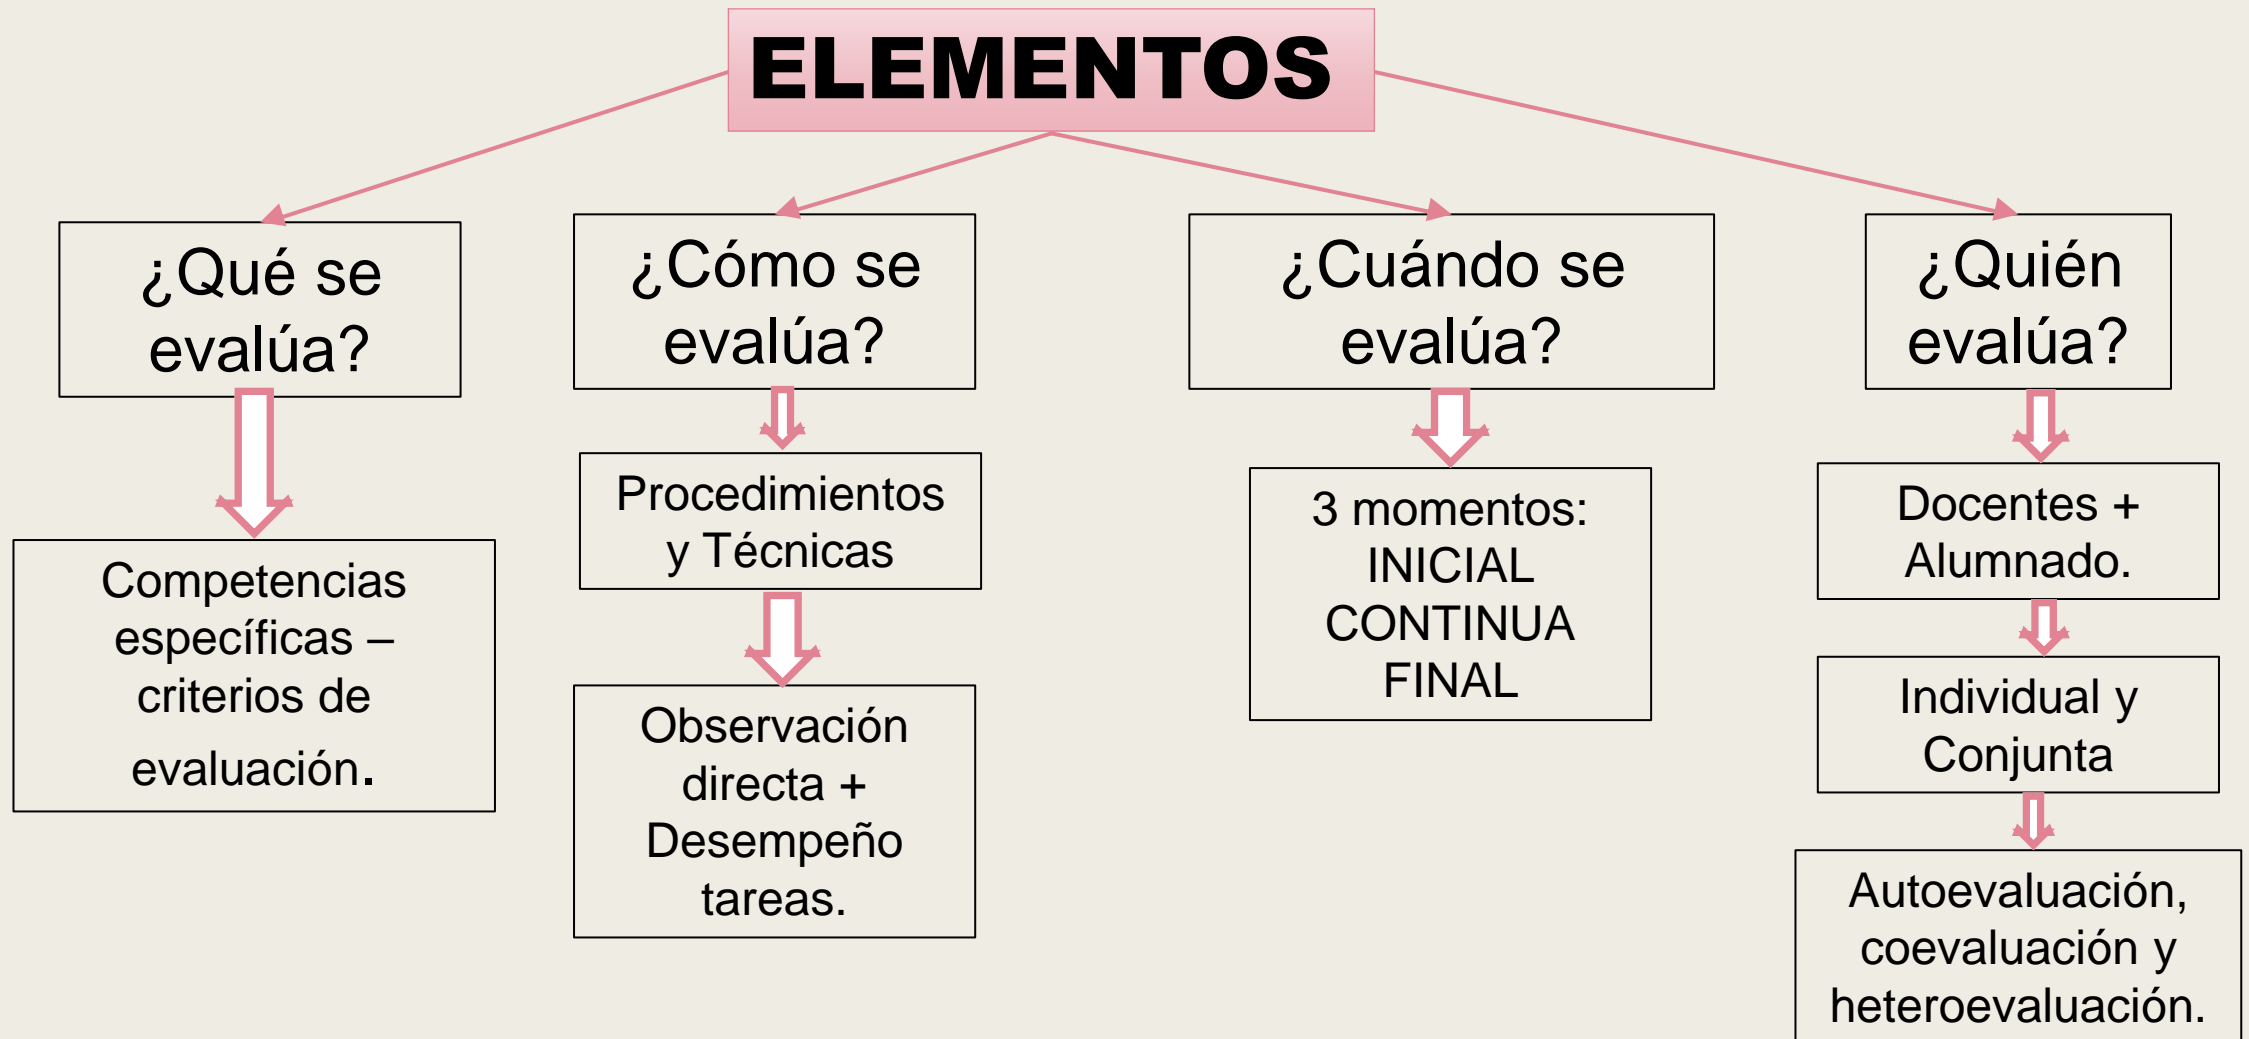 ELEMENTOS
¿Qué se
evalúa?
Competencias
específicas –
criterios de
evaluación.
¿Cómo se
evalúa?
Procedimientos
y Técnicas
Observación
directa +
Desempeño
tareas.
¿Cuándo se
evalúa?
3 momentos:
INICIAL
CONTINUA
FINAL
¿Quién
evalúa?
Docentes +
Alumnado.
Individual y
Conjunta
Autoevaluación,
coevaluación y
heteroevaluación.